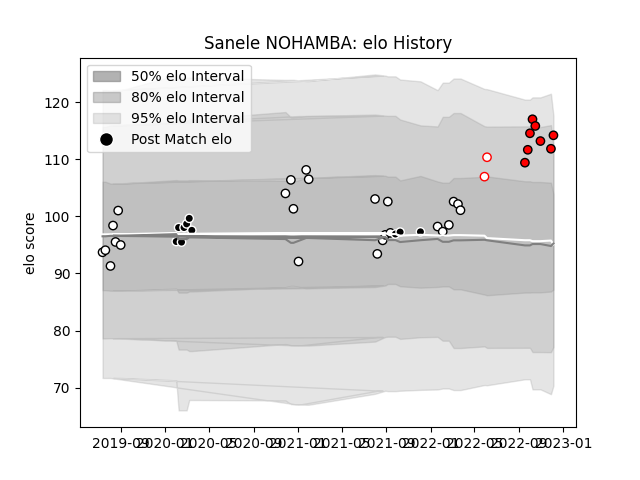 Sanele NOHAMBA: elo History
50% elo Interval
80% elo Interval
95% elo Interval
Post Match elo
elo score
120
110
100
90
80
70
2019-09 2020-01 2020-05 2020-09 2021-01 2021-05 2021-09 2022-01 2022-05 2022-09 2023-01